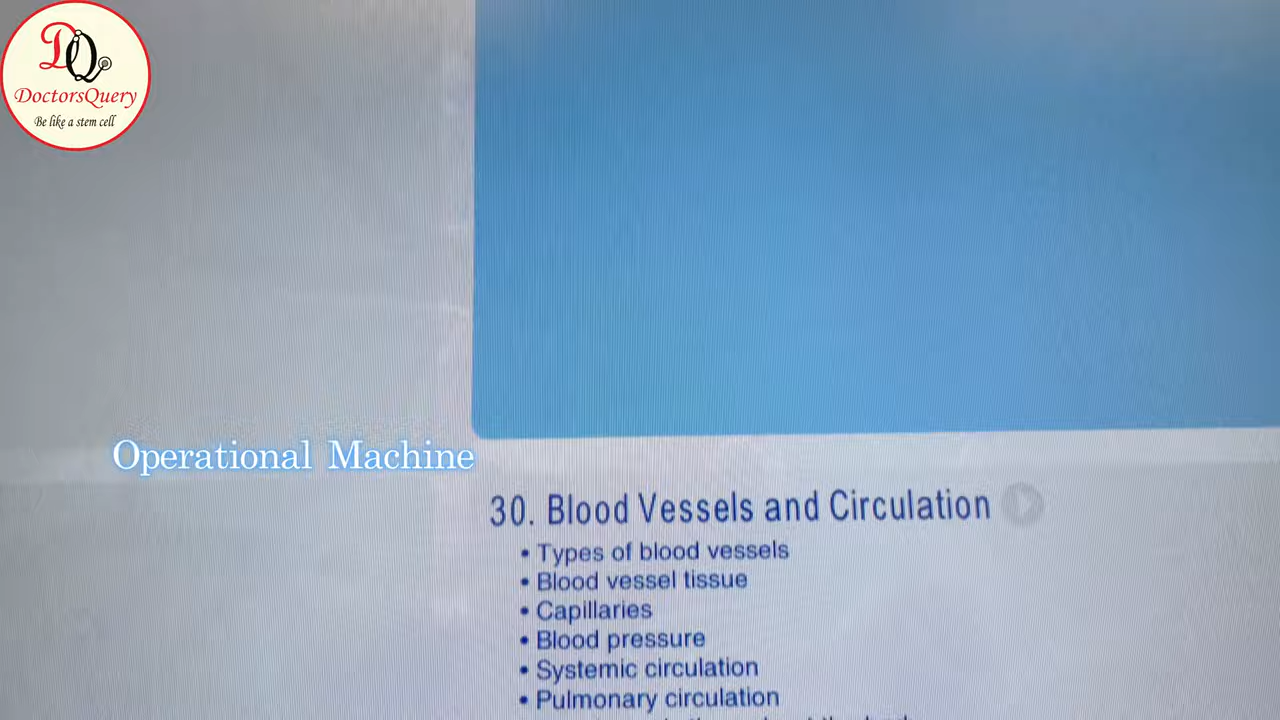 DQ
DoctorsQuery
Be like a stem cell
Operational Machine
30. Blood Vessels and Circulation
• Types of blood vessels
• Blood vessel tissue
• Capillaries
• Blood pressure
• Systemic circulation
• Pulmonary circulation